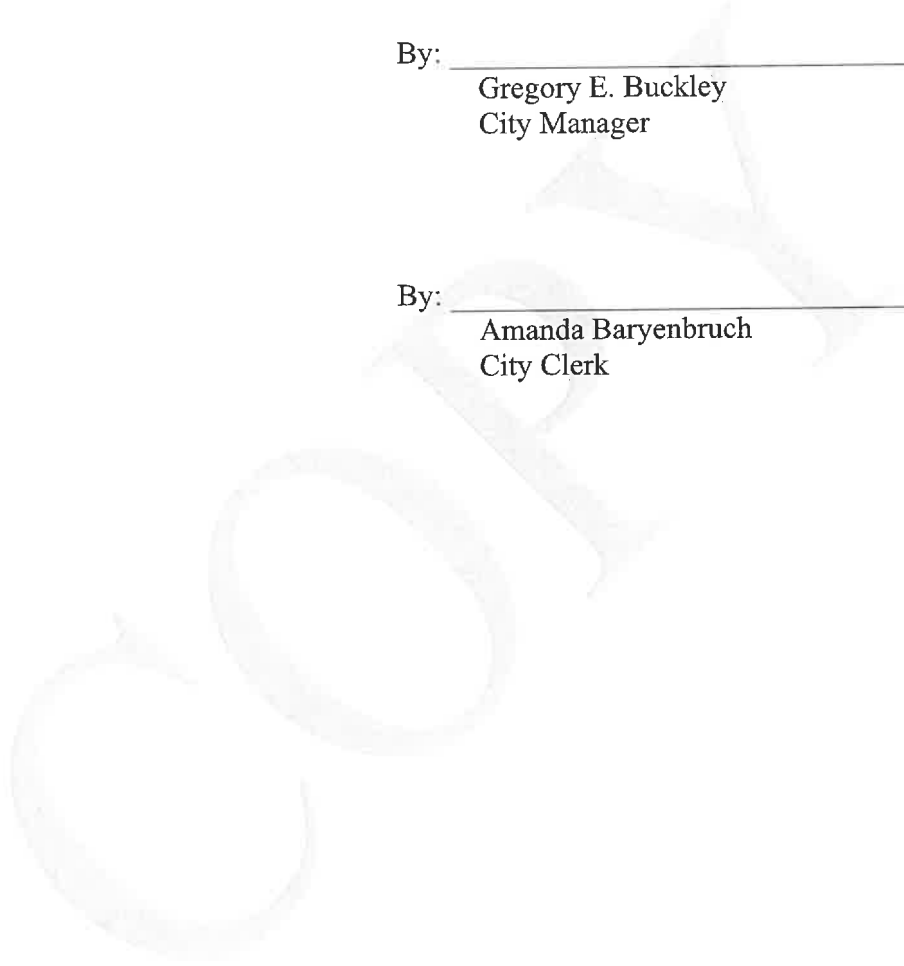 By:
Gregory E. Buckley
City Manager
By:
Amanda Baryenbruch
City Clerk
COPY